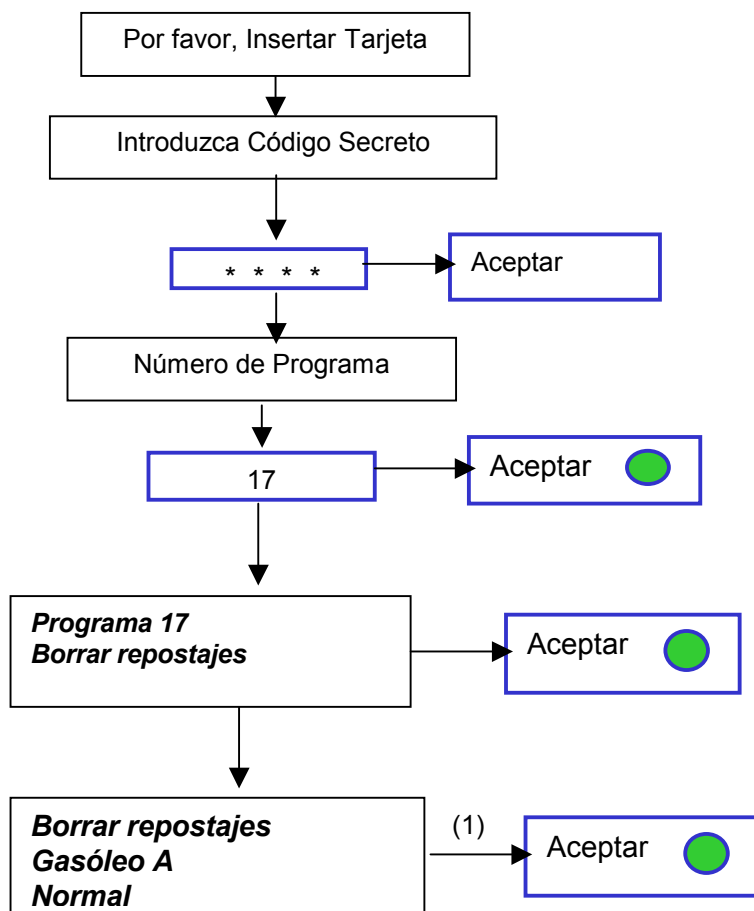 Por favor, Insertar Tarjeta
Introduzca Código Secreto
* * * *
Aceptar
Número de Programa
17
Aceptar
Programa 17
Borrar repostajes
Aceptar
Borrar repostajes
Gasóleo A
Normal
(1)
Aceptar